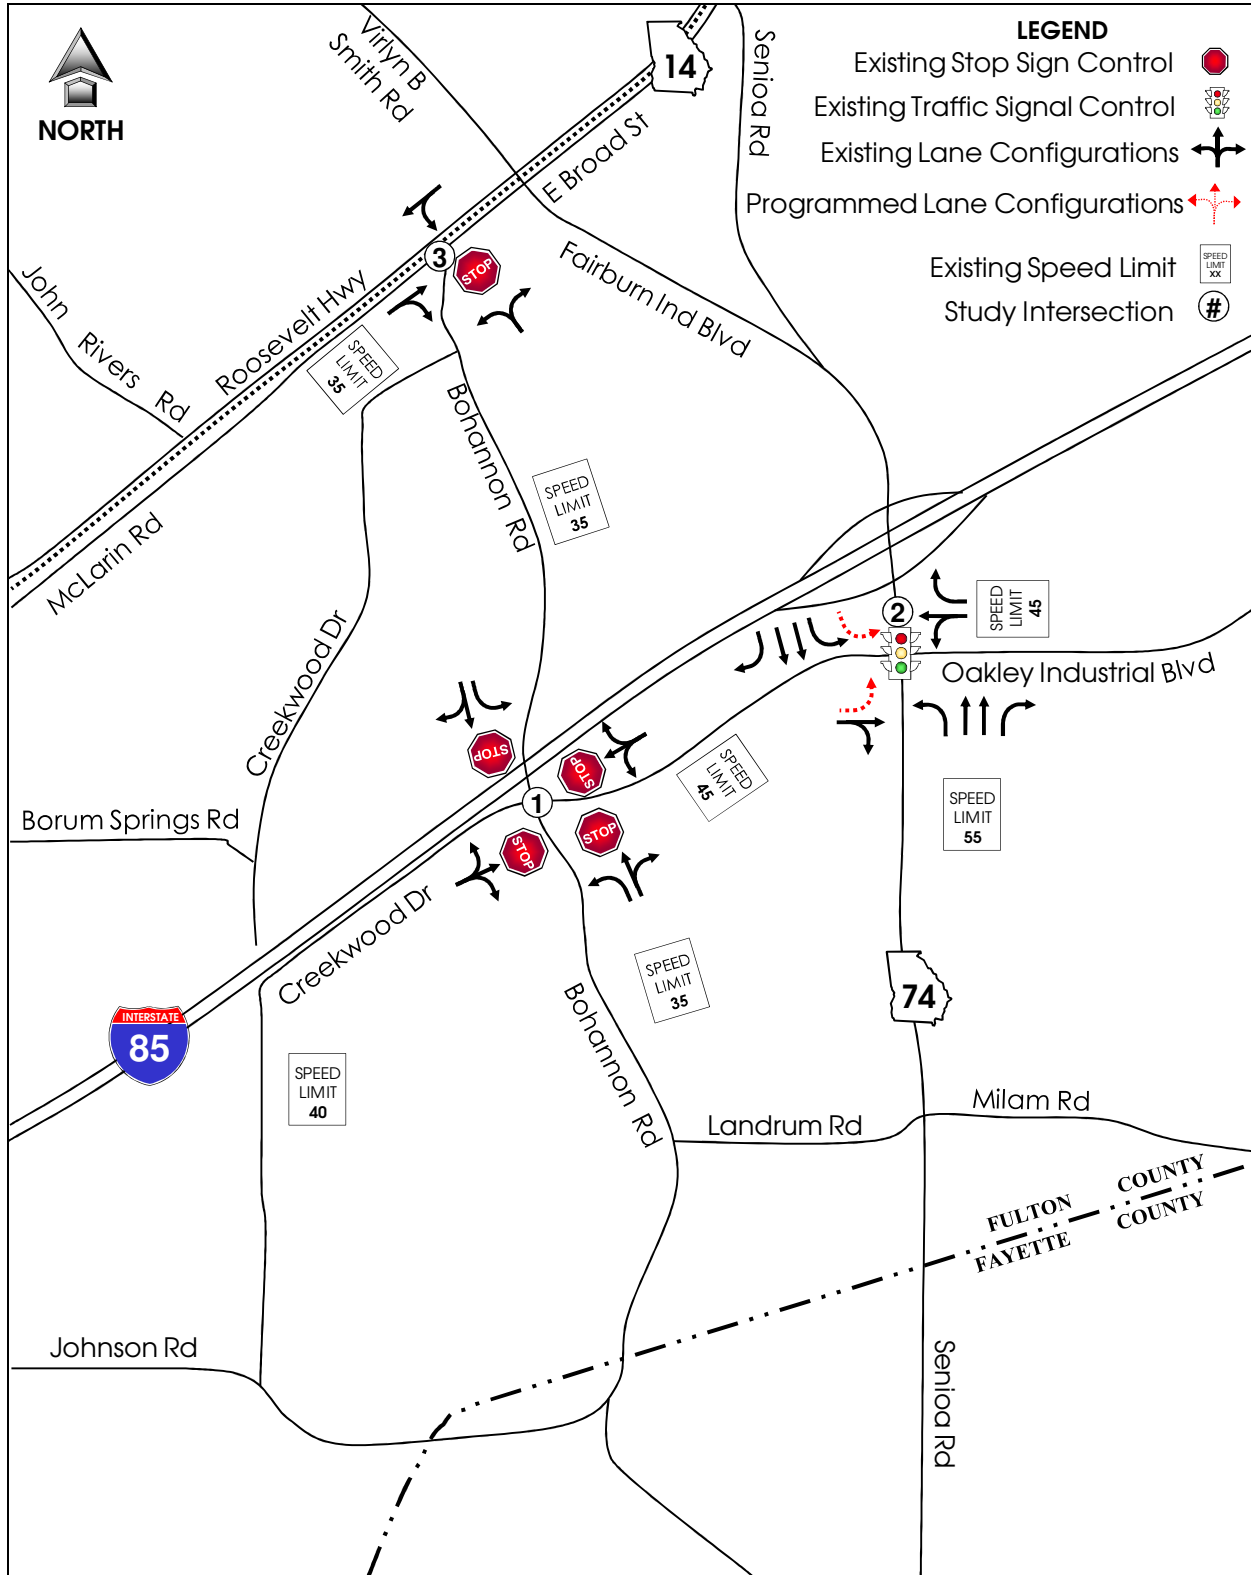 LEGEND
Existing Stop Sign Control
Existing Traffic Signal Control
Existing Lane Configurations
Programmed Lane Configurations
Existing Speed Limit
SPEED
LIMIT
XX
Study Intersection
#
NORTH
Virlyn B
Smith Rd
14
Senioa Rd
E Broad St
3
STOP
Fairburn Ind Blvd
John
Rivers
Rd
Roosevelt Hwy
SPEED
LIMIT
35
McLarin Rd
Bohannon
Rd
SPEED
LIMIT
35
Creekwood Dr
2
SPEED
LIMIT
45
Oakley Industrial Blvd
STOP
STOP
1
STOP
STOP
SPEED
LIMIT
45
SPEED
LIMIT
55
Borum Springs Rd
Creekwood Dr
SPEED
LIMIT
35
74
INTERSTATE
85
Bohannon
Rd
SPEED
LIMIT
40
Landrum Rd
Milam Rd
FULTON
COUNTY
FAYETTE
COUNTY
Johnson Rd
Senioa Rd